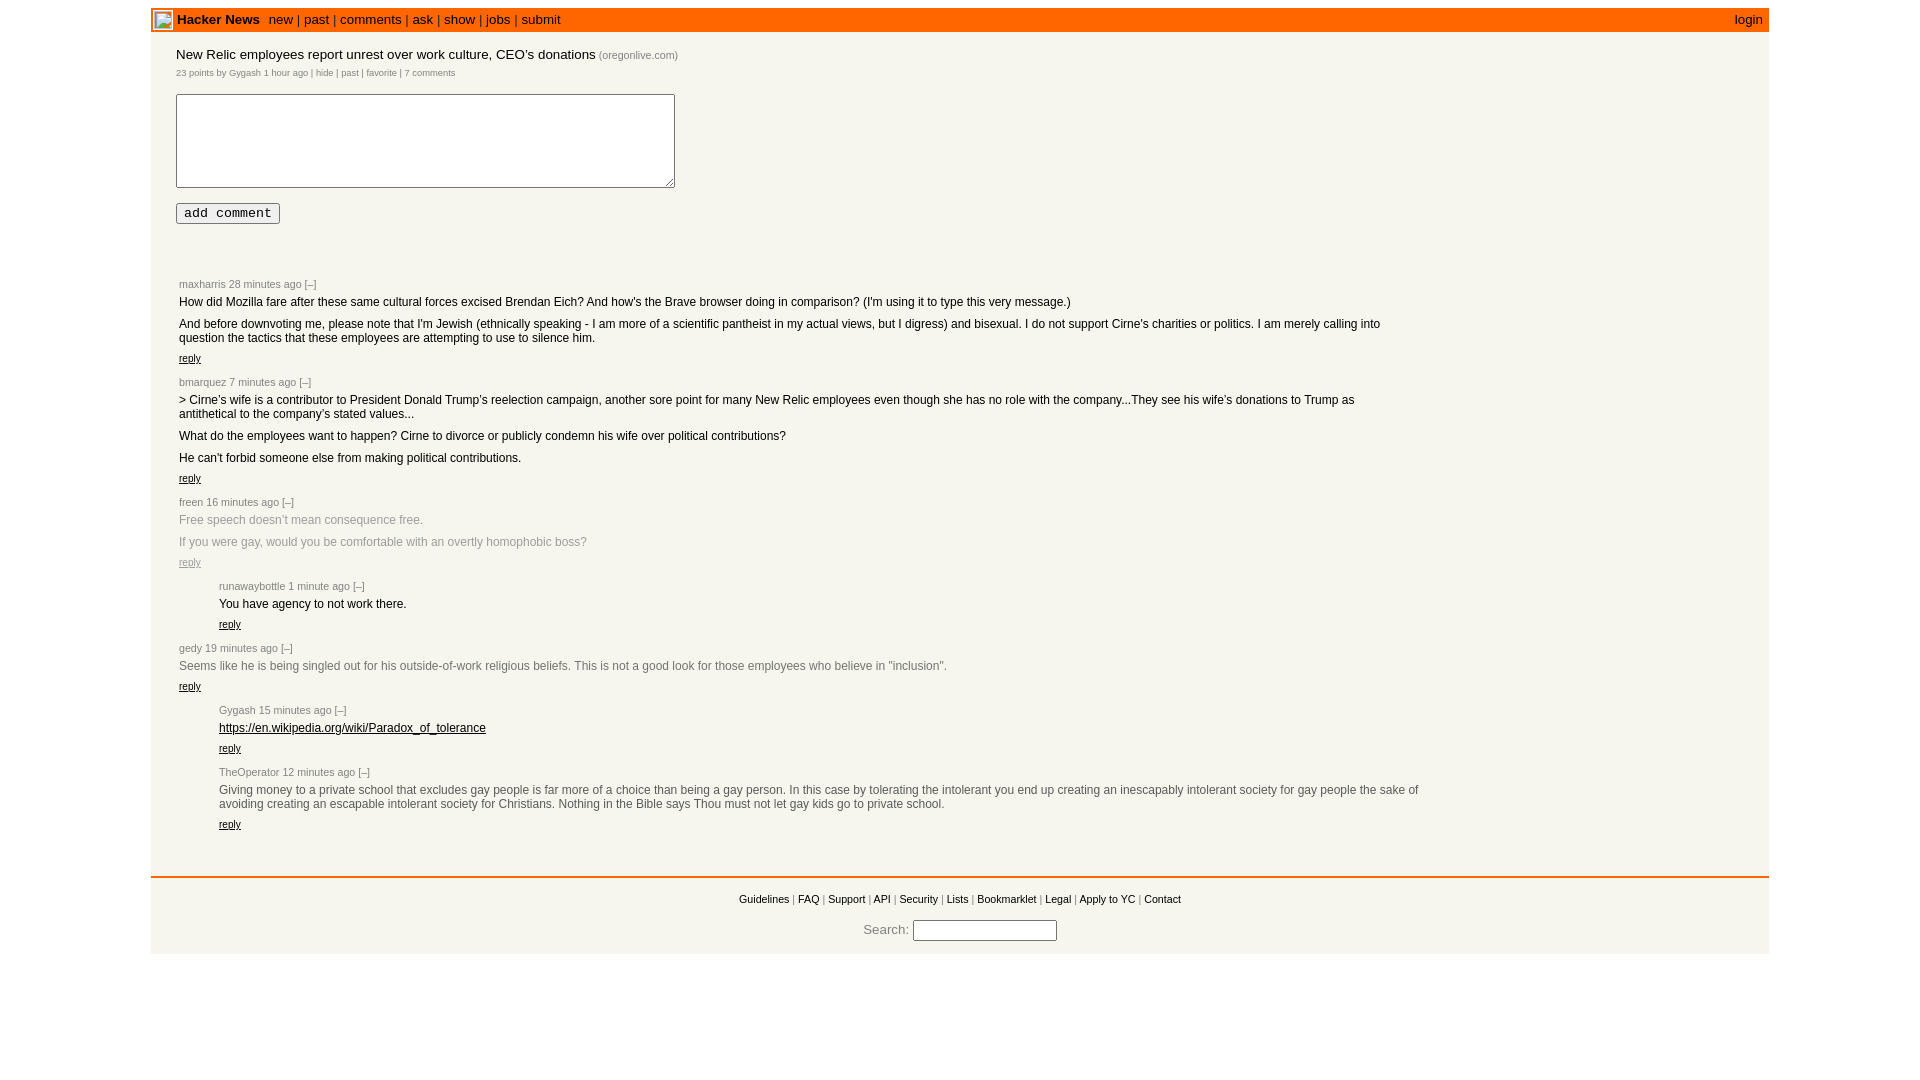 Hacker News new | past | comments | ask | show | jobs | submit login
New Relic employees report unrest over work culture, CEO’s donations (oregonlive.com)
23 points by Gygash 1 hour ago | hide | past | favorite | 7 comments
add comment
maxharris 28 minutes ago [–]
How did Mozilla fare after these same cultural forces excised Brendan Eich? And how's the Brave browser doing in comparison? (I'm using it to type this very message.)
And before downvoting me, please note that I'm Jewish (ethnically speaking - I am more of a scientific pantheist in my actual views, but I digress) and bisexual. I do not support Cirne's charities or politics. I am merely calling into
question the tactics that these employees are attempting to use to silence him.
reply
bmarquez 7 minutes ago [–]
> Cirne’s wife is a contributor to President Donald Trump’s reelection campaign, another sore point for many New Relic employees even though she has no role with the company...They see his wife’s donations to Trump as
antithetical to the company’s stated values...
What do the employees want to happen? Cirne to divorce or publicly condemn his wife over political contributions?
He can't forbid someone else from making political contributions.
reply
freen 16 minutes ago [–]
Free speech doesn’t mean consequence free.
If you were gay, would you be comfortable with an overtly homophobic boss?
reply
runawaybottle 1 minute ago [–]
You have agency to not work there.
reply
gedy 19 minutes ago [–]
Seems like he is being singled out for his outside-of-work religious beliefs. This is not a good look for those employees who believe in "inclusion".
reply
Gygash 15 minutes ago [–]
https://en.wikipedia.org/wiki/Paradox_of_tolerance
reply
TheOperator 12 minutes ago [–]
Giving money to a private school that excludes gay people is far more of a choice than being a gay person. In this case by tolerating the intolerant you end up creating an inescapably intolerant society for gay people the sake of
avoiding creating an escapable intolerant society for Christians. Nothing in the Bible says Thou must not let gay kids go to private school.
reply
Guidelines | FAQ | Support | API | Security | Lists | Bookmarklet | Legal | Apply to YC | Contact
Search: